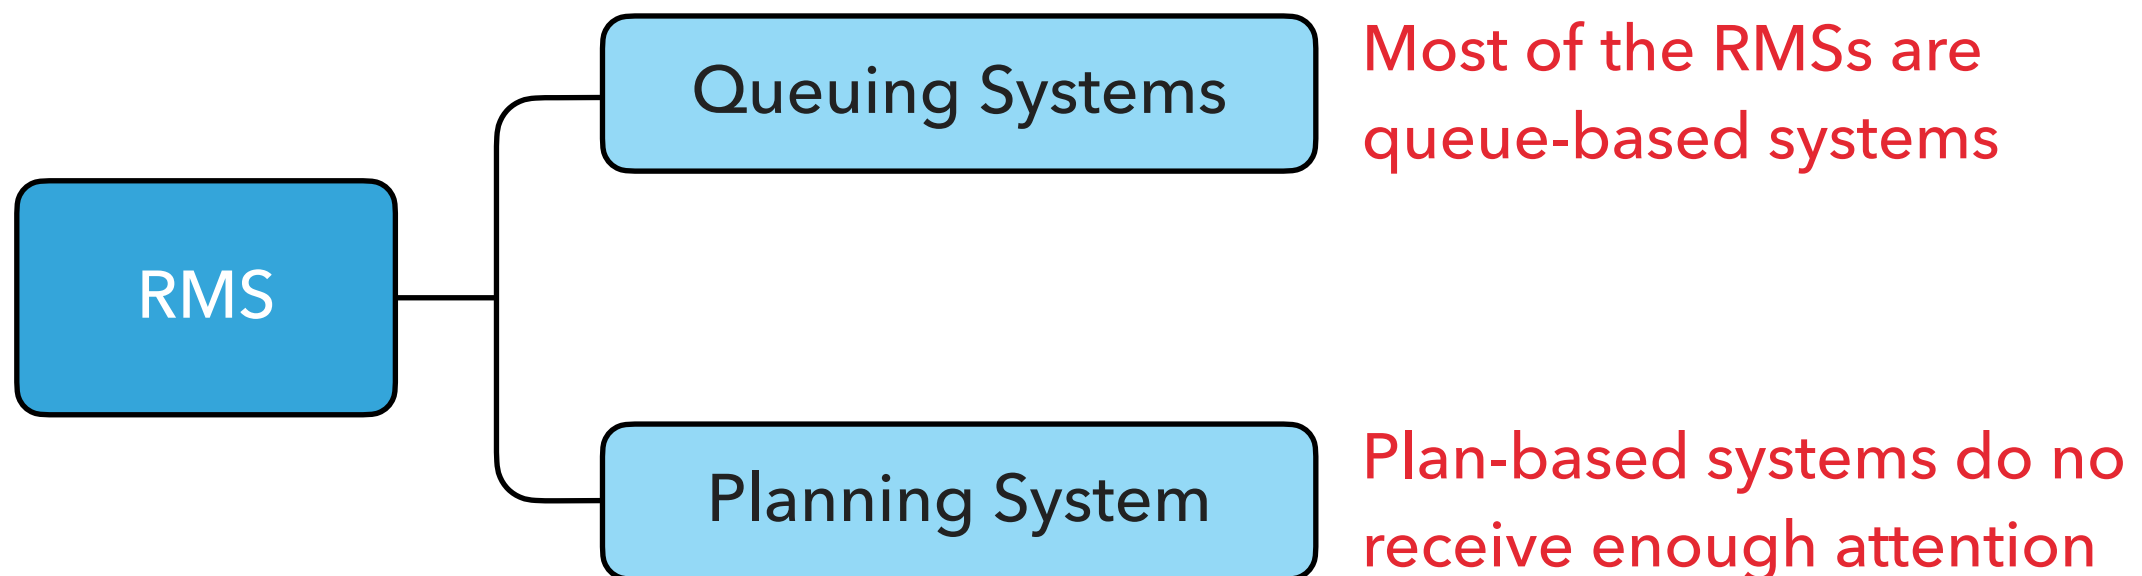 Queuing Systems
Most of the RMSs are
queue-based systems
RMS
Planning System
Plan-based systems do no
receive enough attention